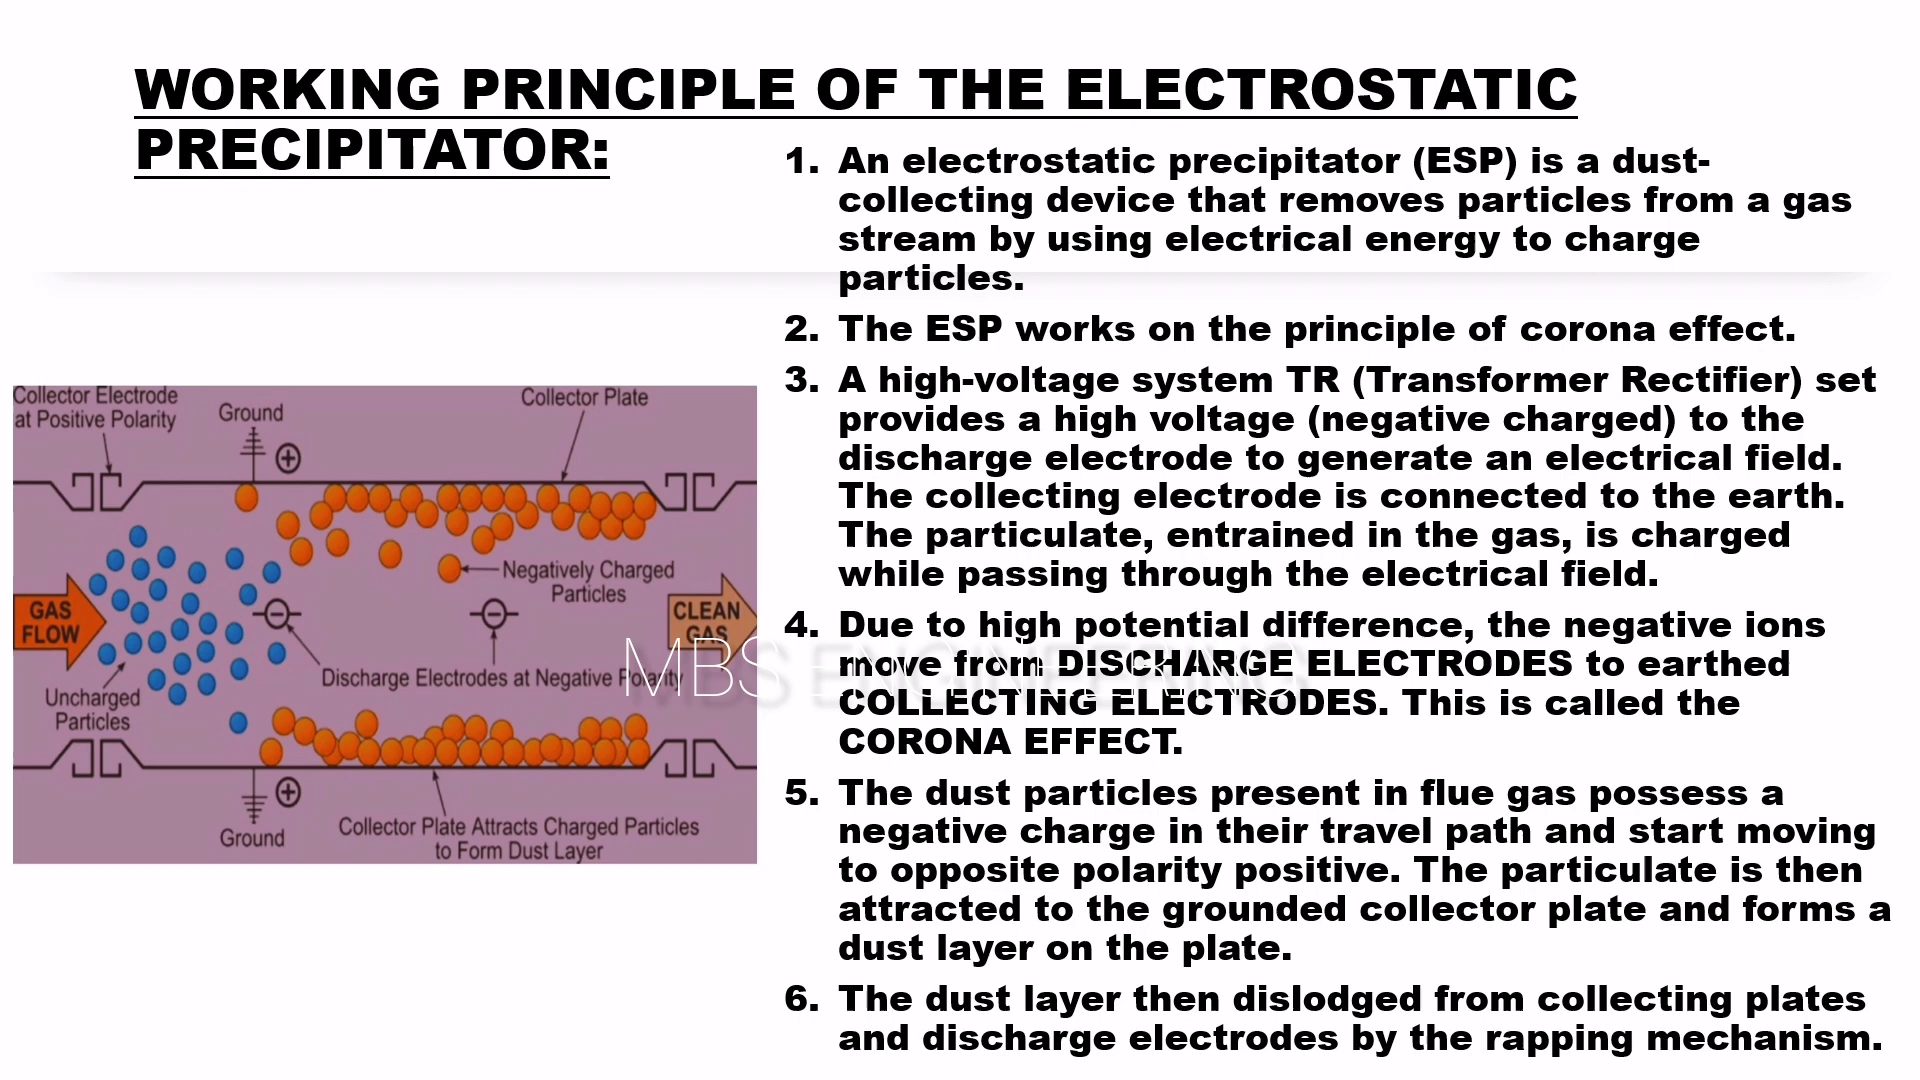 WORKING PRINCIPLE OF THE ELECTROSTATIC
PRECIPITATOR:
1. An electrostatic precipitator (ESP) is a dust-
collecting device that removes particles from a gas
stream by using electrical energy to charge
particles.
2. The ESP works on the principle of corona effect.
3. A high-voltage system TR (Transformer Rectifier) set
provides a high voltage (negative charged) to the
discharge electrode to generate an electrical field.
The collecting electrode is connected to the earth.
The particulate, entrained in the gas, is charged
while passing through the electrical field.
4. Due to high potential difference, the negative ions
move from DISCHARGE ELECTRODES to earthed
COLLECTING ELECTRODES. This is called the
CORONA EFFECT.
5. The dust particles present in flue gas possess a
negative charge in their travel path and start moving
to opposite polarity positive. The particulate is then
attracted to the grounded collector plate and forms a
dust layer on the plate.
6. The dust layer then dislodged from collecting plates
and discharge electrodes by the rapping mechanism.
Collector Electrode
at Positive Polarity
Ground
Collector Plate
Negatively Charged
Particles
GAS
FLOW
CLEAN
GAS
Discharge Electrodes at Negative Polarity
Uncharged
Particles
Ground
Collector Plate Attracts Charged Particles
to Form Dust Layer
MBS ENGINEERING